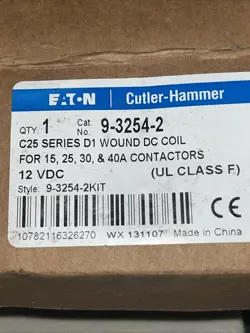 EATON Cutler-Hammer
QTY. 1 Cat. No. 9-3254-2
C25 SERIES D1 WOUND DC COIL
FOR 15, 25, 30, & 40A CONTACTORS
12 VDC (UL CLASS F)
Style: 9-3254-2KIT
10782116326270 WX 131107 Made in China